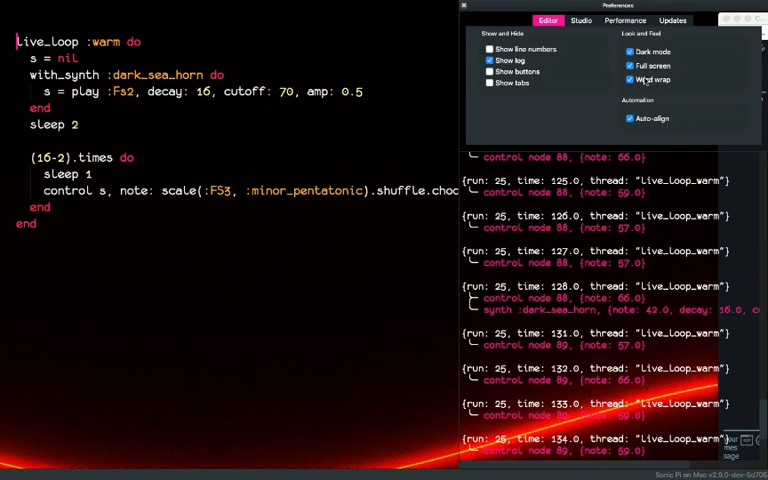 Preferences
Editor Studio Performance Updates
Show and Hide
Look and Feel
Show line numbers
Show log
Show buttons
Show tabs
Dark mode
Full screen
Word wrap
Automation
Auto-align
live_loop :warm do
s = nil
with_synth :dark_sea_horn do
s = play :Fs2, decay: 16, cutoff: 70, amp: 0.5
end
sleep 2
(16-2).times do
sleep 1
control s, note: scale(:FS3, :minor_pentatonic).shuffle.choo
end
end
control node 88, {note: 66.0}
{run: 25, time: 125.0, thread: "live_loop_warm"}
control node 88, {note: 59.0}
{run: 25, time: 126.0, thread: "live_loop_warm"}
control node 88, {note: 57.0}
{run: 25, time: 127.0, thread: "live_loop_warm"}
control node 88, {note: 57.0}
{run: 25, time: 128.0, thread: "live_loop_warm"}
control node 88, {note: 66.0}
synth :dark_sea_horn, {note: 42.0, decay: 16.0, c
{run: 25, time: 131.0, thread: "live_loop_warm"}
control node 89, {note: 57.0}
{run: 25, time: 132.0, thread: "live_loop_warm"}
control node 89, {note: 66.0}
{run: 25, time: 133.0, thread: "live_loop_warm"}
control node 89, {note: 59.0}
{run: 25, time: 134.0, thread: "live_loop_warm"}
control node 89, {note: 59.0}
Sonic Pi on Mac v2.9.0-dev-5d705